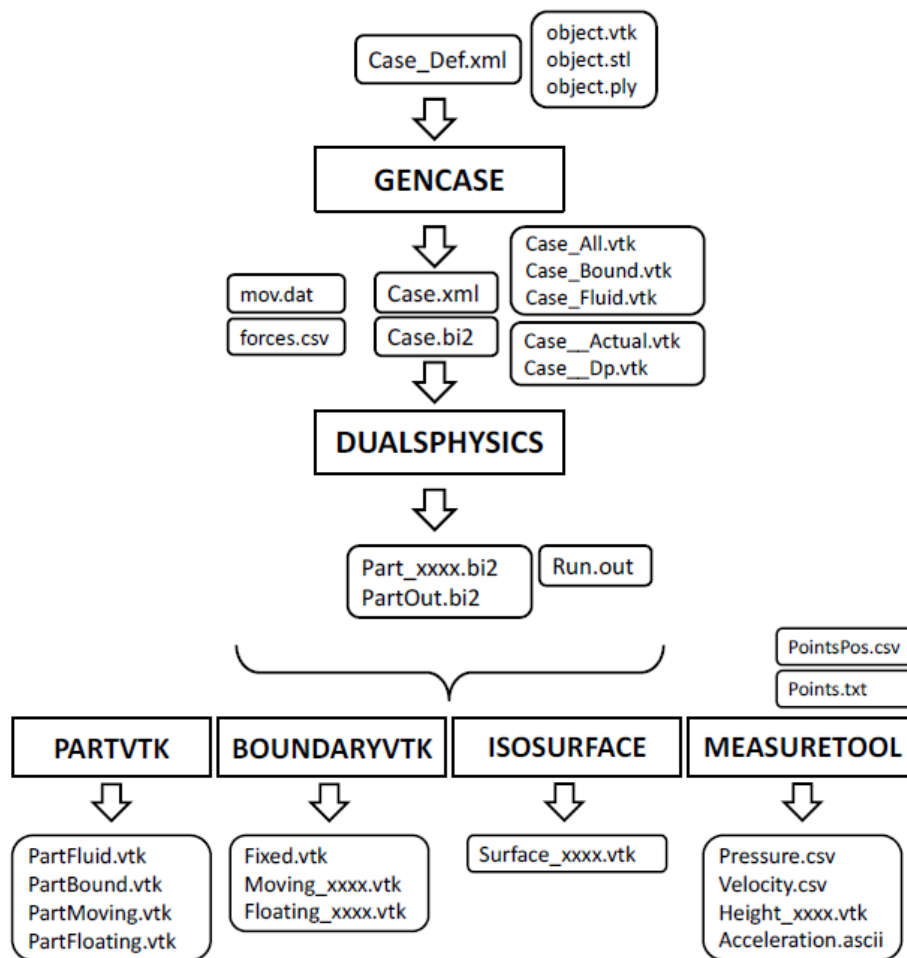 Case_Def.xml
object.vtk
object.stl
object.ply
GENCASE
mov.dat
forces.csv
Case.xml
Case.bi2
Case_All.vtk
Case_Bound.vtk
Case_Fluid.vtk
Case__Actual.vtk
Case__Dp.vtk
DUALSPHYSICS
Part_xxxx.bi2
PartOut.bi2
Run.out
PointsPos.csv
Points.txt
PARTVTK
BOUNDARYVTK
ISOSURFACE
MEASURETOOL
PartFluid.vtk
PartBound.vtk
PartMoving.vtk
PartFloating.vtk
Fixed.vtk
Moving_xxxx.vtk
Floating_xxxx.vtk
Surface_xxxx.vtk
Pressure.csv
Velocity.csv
Height_xxxx.vtk
Acceleration.ascii